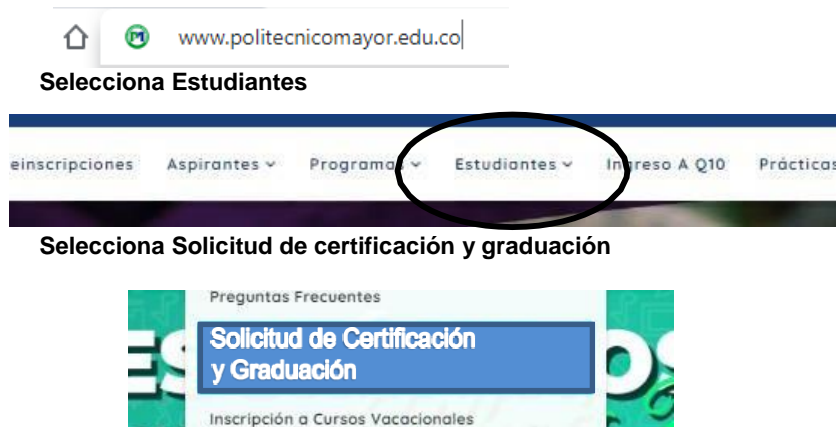 www.politecnicomayor.edu.co
Selecciona Estudiantes
einscripciones Aspirantes Programas Estudiantes Ingreso A Q10 Prácticas
Selecciona Solicitud de certificación y graduación
Preguntas Frecuentes
Solicitud de Certificación
y Graduación
Inscripción a Cursos Vacacionales